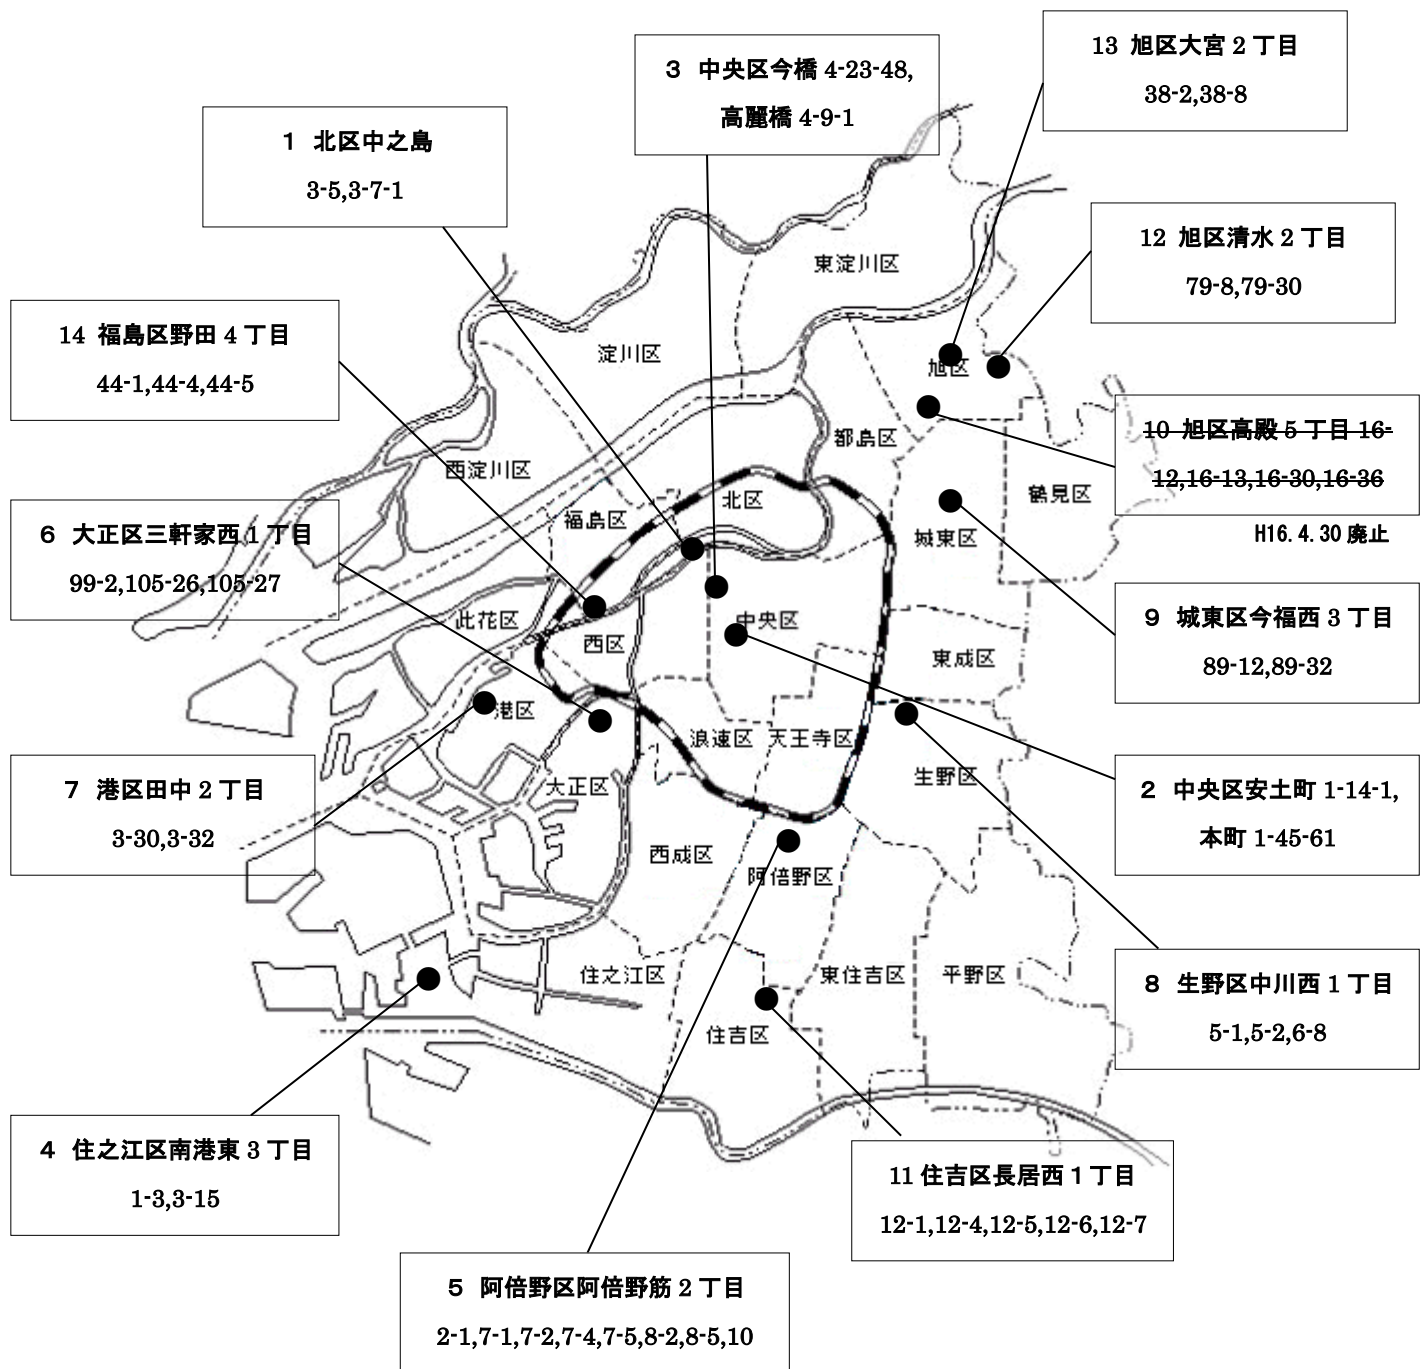 13 旭区大宮 2 丁目
38-2,38-8
3 中央区今橋 4-23-48,
高麗橋 4-9-1
1 北区中之島
3-5,3-7-1
12 旭区清水 2 丁目
79-8,79-30
東淀川区
14 福島区野田 4 丁目
44-1,44-4,44-5
淀川区
旭区
10 旭区高殿 5 丁目 16-
12,16-13,16-30,16-36
H16.4.30 廃止
都島区
西淀川区
鶴見区
北区
福島区
城東区
6 大正区三軒家西 1 丁目
99-2,105-26,105-27
9 城東区今福西 3 丁目
89-12,89-32
此花区
西区
中央区
東成区
港区
浪速区
天王寺区
7 港区田中 2 丁目
3-30,3-32
大正区
生野区
2 中央区安土町 1-14-1,
本町 1-45-61
西成区
阿倍野区
住之江区
東住吉区
平野区
8 生野区中川西 1 丁目
5-1,5-2,6-8
住吉区
4 住之江区南港東 3 丁目
1-3,3-15
11 住吉区長居西 1 丁目
12-1,12-4,12-5,12-6,12-7
5 阿倍野区阿倍野筋 2 丁目
2-1,7-1,7-2,7-4,7-5,8-2,8-5,10